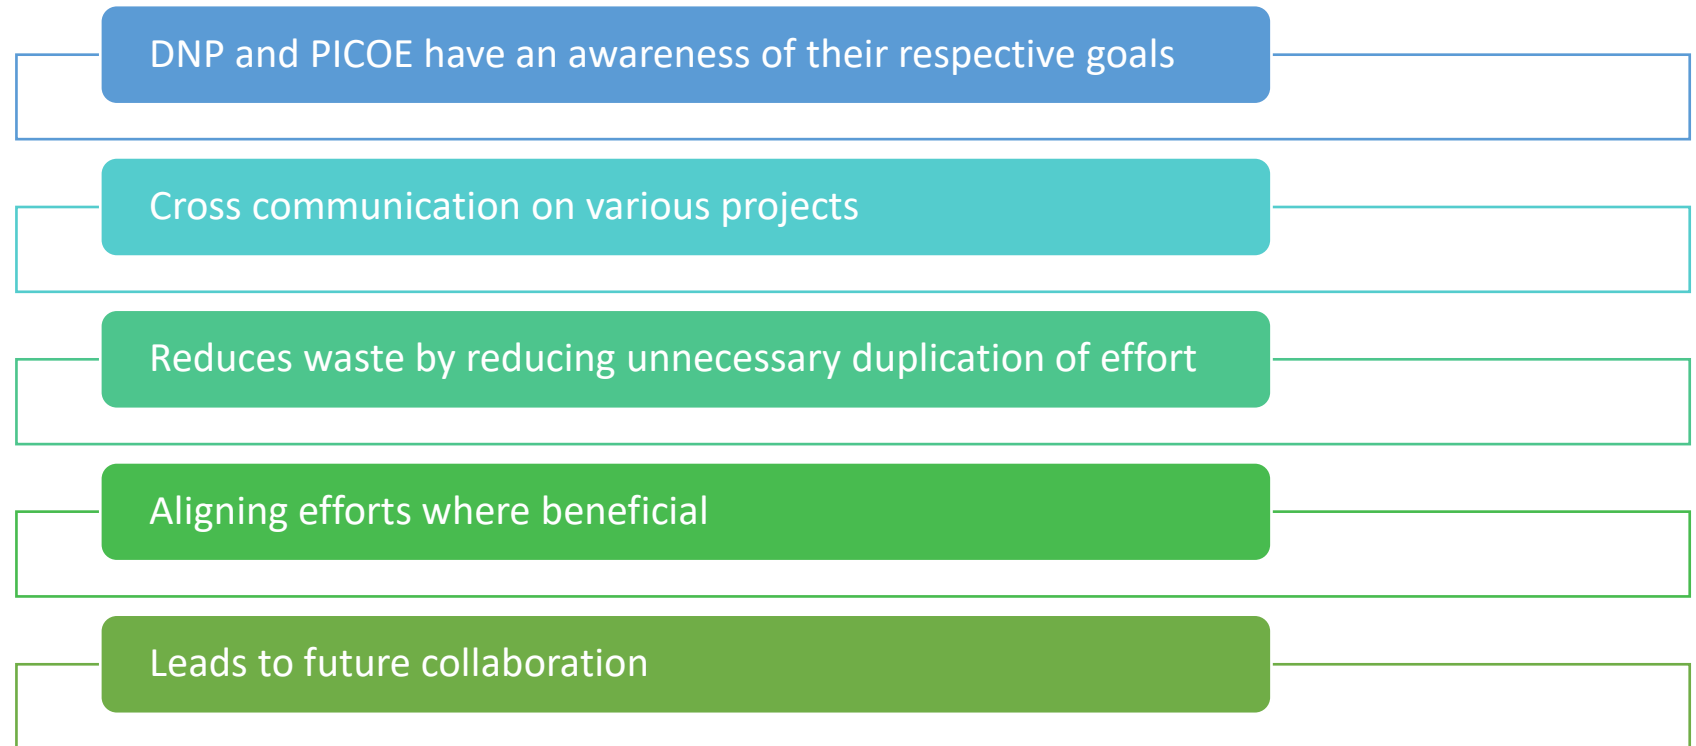 DNP and PICOE have an awareness of their respective goals
Cross communication on various projects
Reduces waste by reducing unnecessary duplication of effort
Aligning efforts where beneficial
Leads to future collaboration